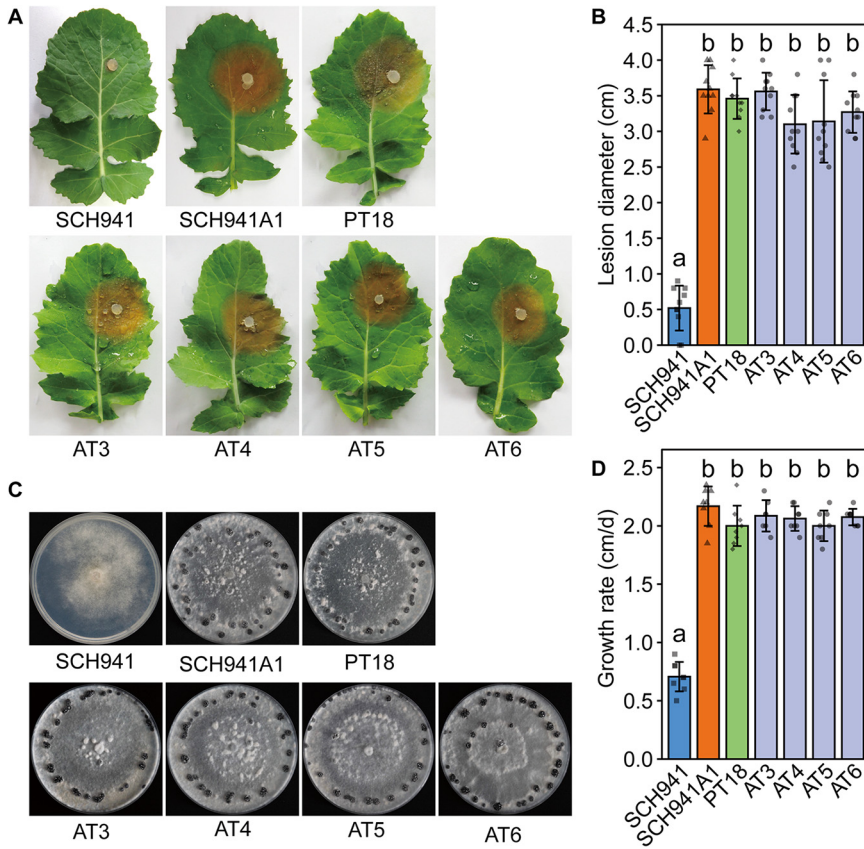 A
SCH941 SCH941A1 PT18
AT3 AT4 AT5 AT6
B
Lesion diameter (cm)
4.5
4.0
3.5
3.0
2.5
2.0
1.5
1.0
0.5
0.0
a b b b b b b
SCH941 SCH941A1 PT18 AT3 AT4 AT5 AT6
C
SCH941 SCH941A1 PT18
AT3 AT4 AT5 AT6
D
Growth rate (cm/d)
2.5
2.0
1.5
1.0
0.5
0.0
a b b b b b b
SCH941 SCH941A1 PT18 AT3 AT4 AT5 AT6